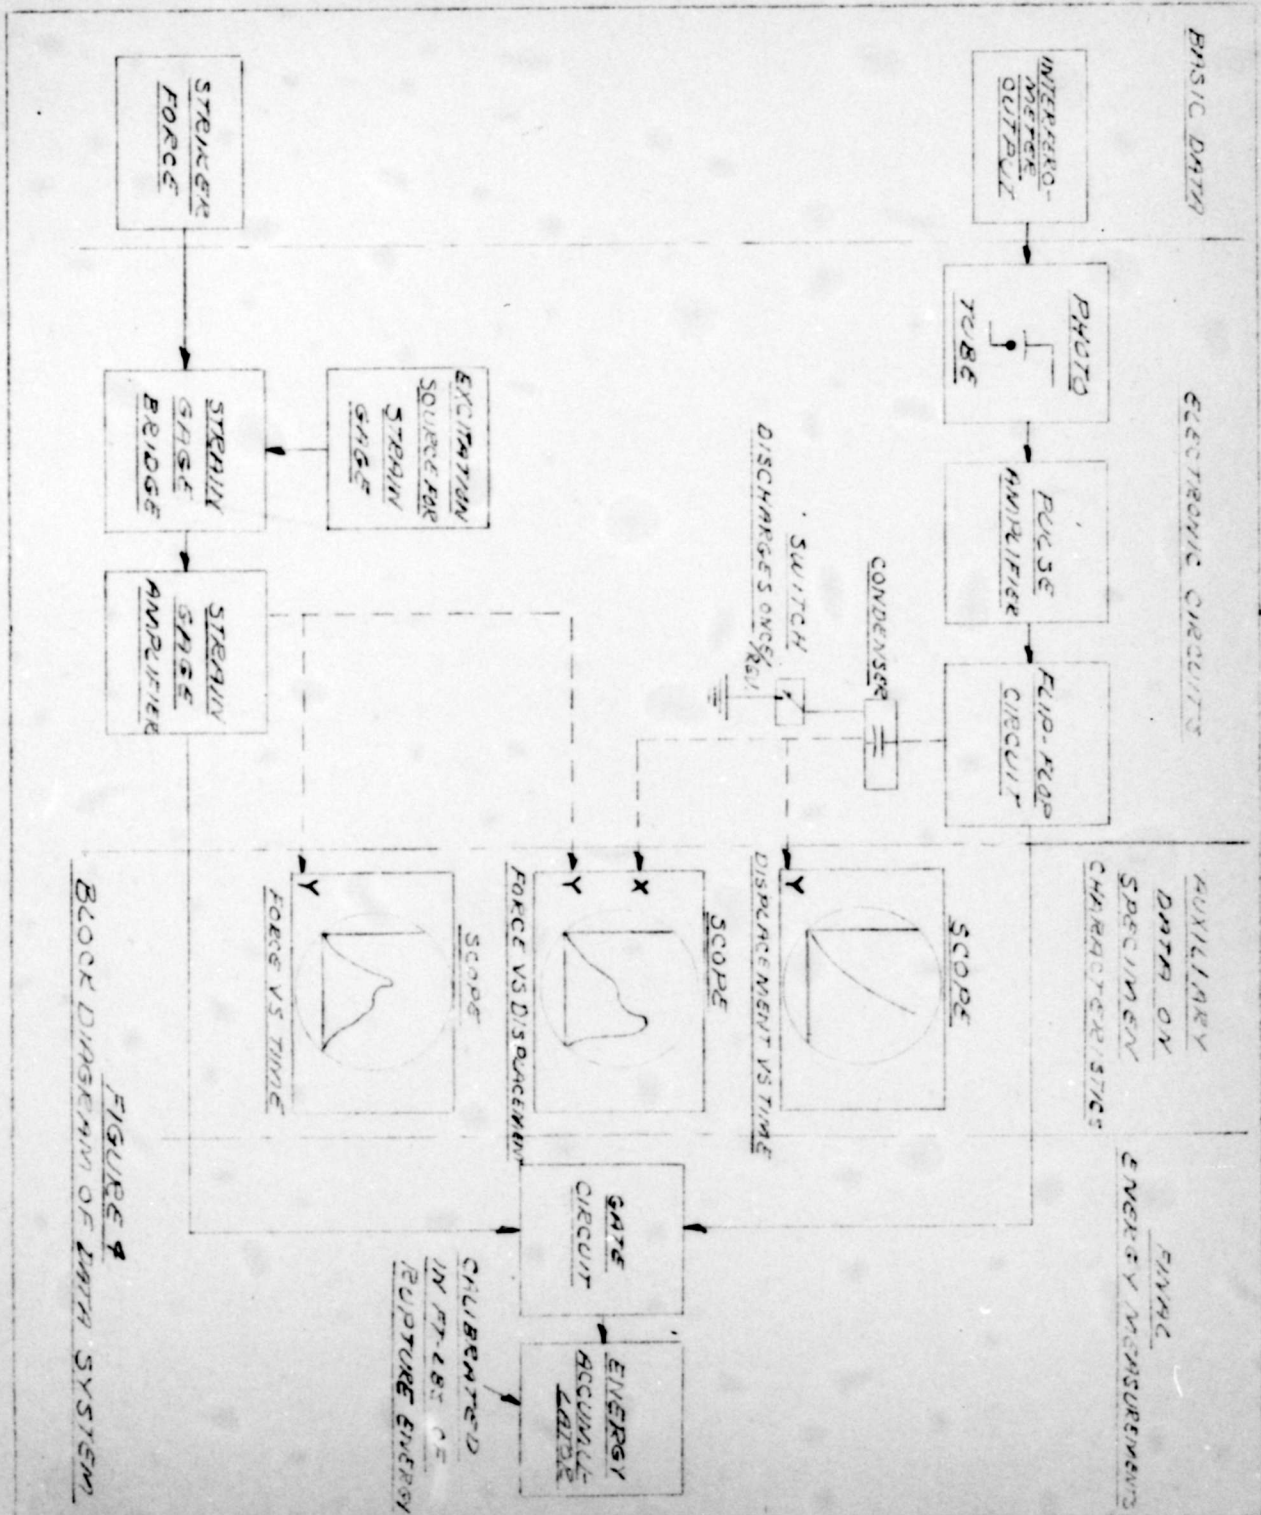 BASIC DATA
INTERFERO-
METER
OUTPUT
STRIKER
FORCE
ELECTRONIC CIRCUITS
PHOTO
TUBE
PULSE
AMPLIFIER
FLIP-FLOP
CIRCUIT
CONDENSER
SWITCH
DISCHARGES ONCE/
REV.
EXCITATION
SOURCE FOR
STRAIN
GAGE
STRAIN
GAGE
BRIDGE
STRAIN
GAGE
AMPLIFIER
AUXILIARY
DATA ON
SPECIMEN
CHARACTERISTICS
SCOPE
Y
DISPLACEMENT VS TIME
SCOPE
X
Y
FORCE VS DISPLACEMENT
SCOPE
Y
FORCE VS TIME
FINAL
ENERGY MEASUREMENTS
GATE
CIRCUIT
ENERGY
ACCUMU-
LATOR
CALIBRATED
IN FT-LBS OF
RUPTURE ENERGY
FIGURE 9
BLOCK DIAGRAM OF DATA SYSTEM